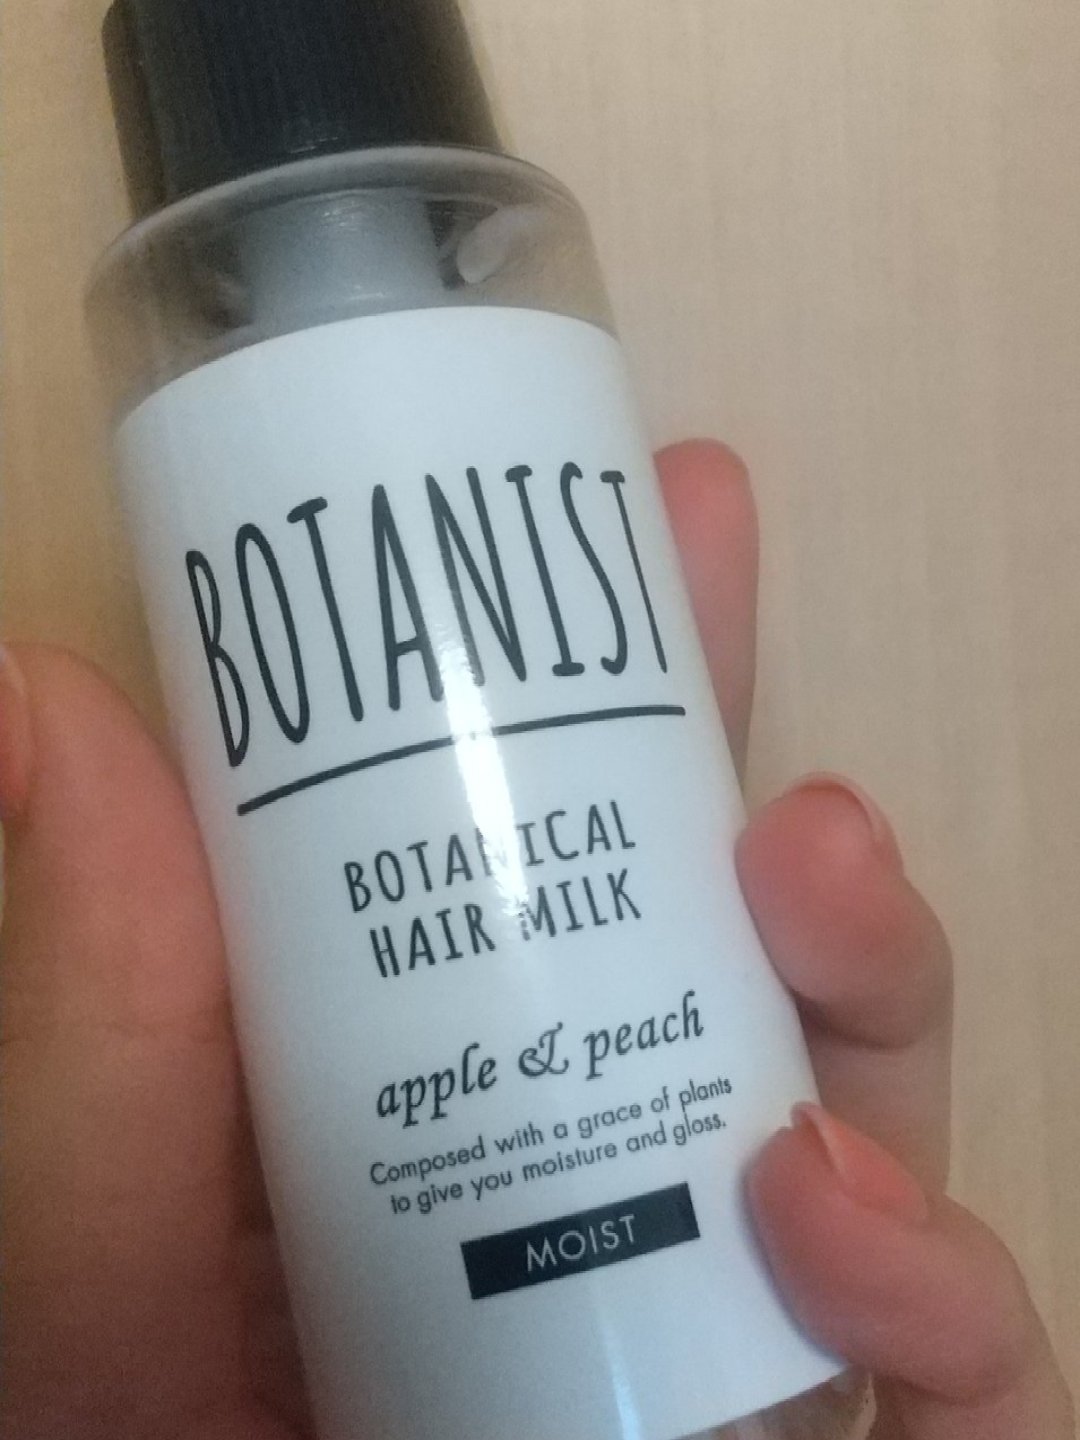 BOTANIST
BOTANICAL
HAIR MILK
apple & peach
Composed with a grace of plants
to give you moisture and gloss.
MOIST